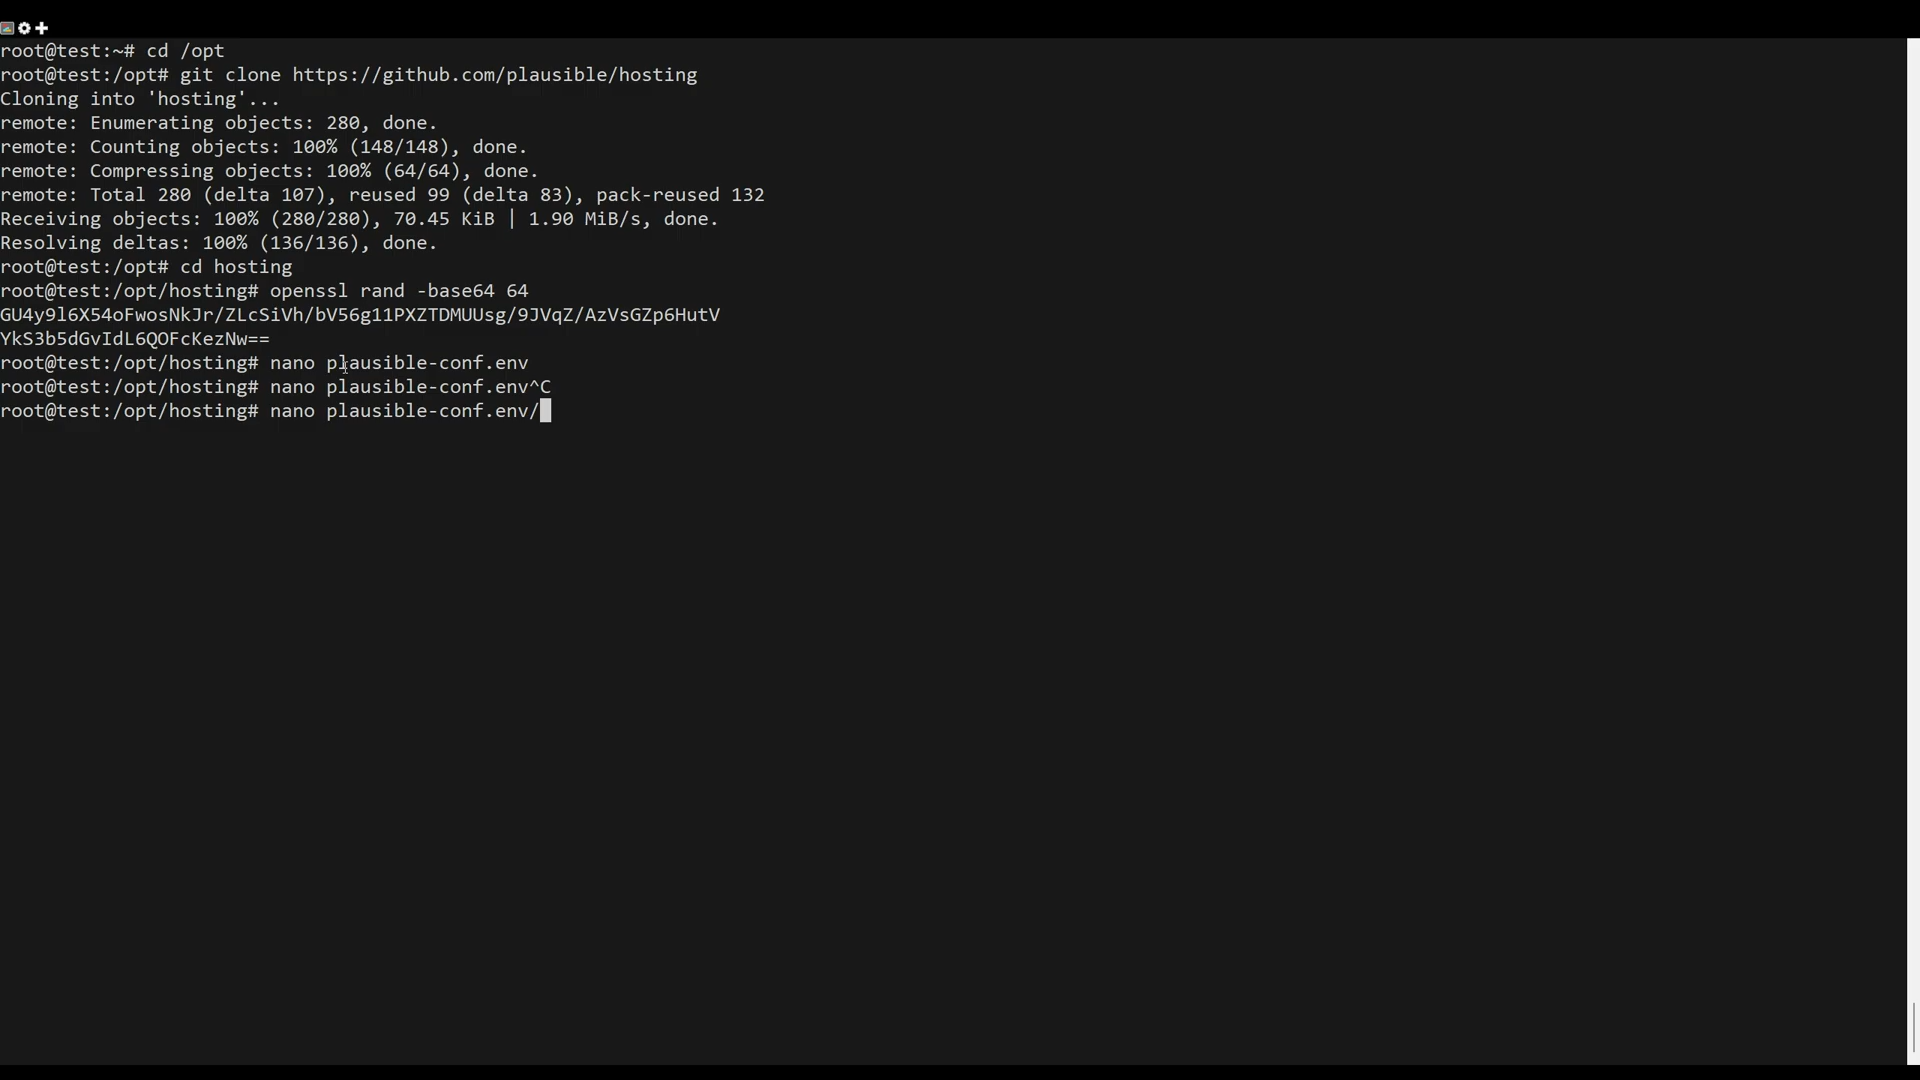 root@test:~# cd /opt
root@test:/opt# git clone https://github.com/plausible/hosting
Cloning into 'hosting'...
remote: Enumerating objects: 280, done.
remote: Counting objects: 100% (148/148), done.
remote: Compressing objects: 100% (64/64), done.
remote: Total 280 (delta 107), reused 99 (delta 83), pack-reused 132
Receiving objects: 100% (280/280), 70.45 KiB | 1.90 MiB/s, done.
Resolving deltas: 100% (136/136), done.
root@test:/opt# cd hosting
root@test:/opt/hosting# openssl rand -base64 64
GU4y9l6X54oFwosNkJr/ZLcSiVh/bV56g11PXZTDMUUsg/9JVqZ/AzVsGZp6HutV
YkS3b5dGvIdL6QOFcKezNw==
root@test:/opt/hosting# nano plausible-conf.env
root@test:/opt/hosting# nano plausible-conf.env^C
root@test:/opt/hosting# nano plausible-conf.env/